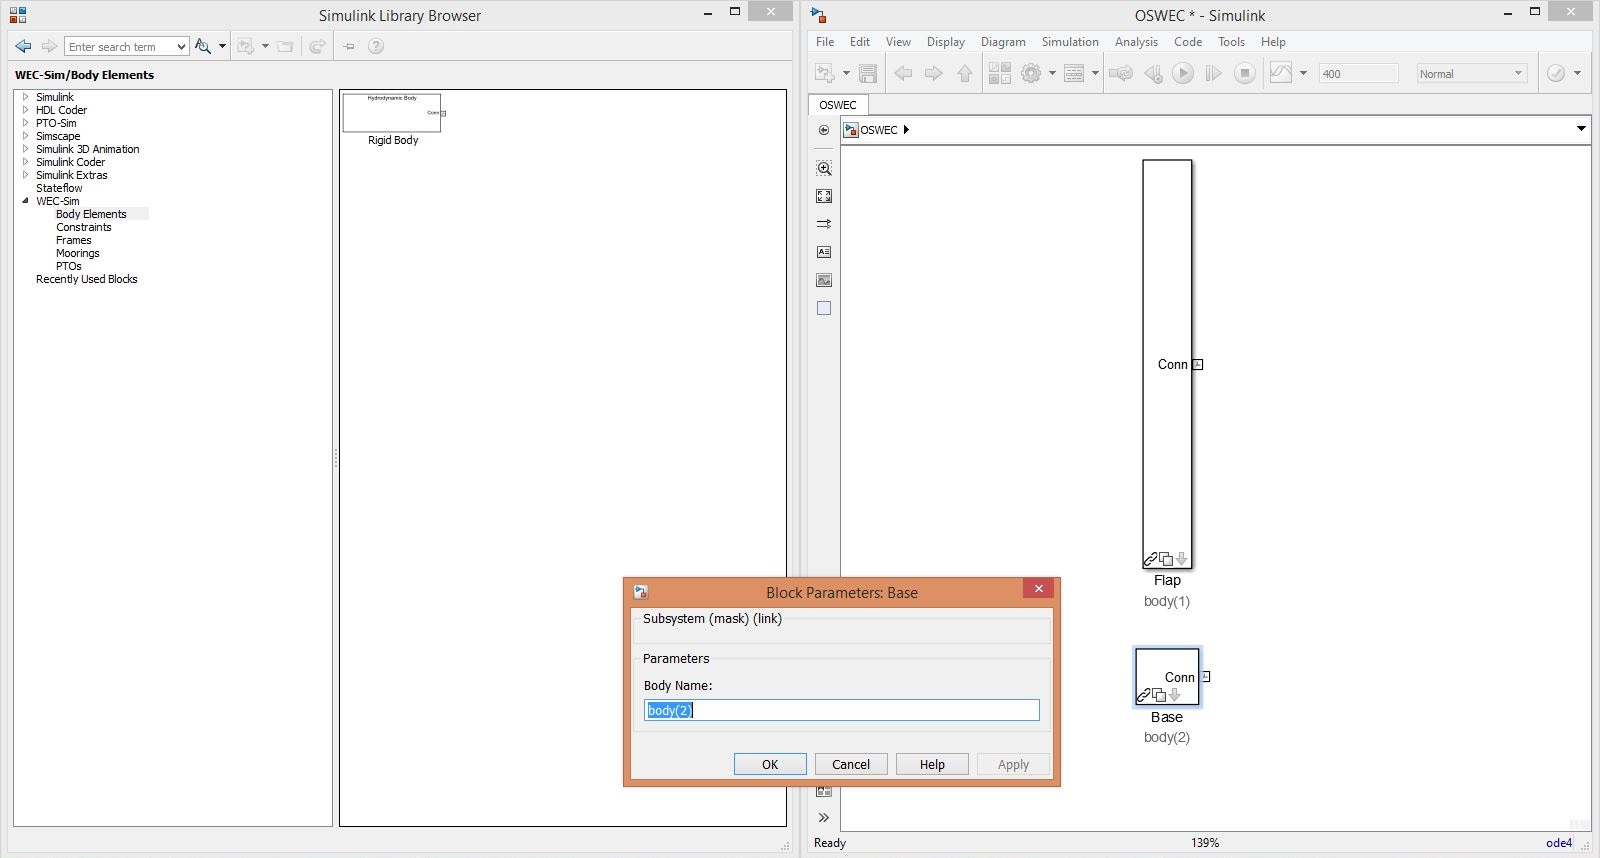 Simulink Library Browser
Enter search term
WEC-Sim/Body Elements
Simulink
HDL Coder
PTO-Sim
Simscape
Simulink 3D Animation
Simulink Coder
Simulink Extras
Stateflow
WEC-Sim
Body Elements
Constraints
Frames
Moorings
PTOs
Recently Used Blocks
Hydrodynamic Body
Conn
Rigid Body
OSWEC * - Simulink
File Edit View Display Diagram Simulation Analysis Code Tools Help
400 Normal
OSWEC
OSWEC
Conn
Flap
body(1)
Conn
Base
body(2)
Block Parameters: Base
Subsystem (mask) (link)
Parameters
Body Name:
body(2)
OK Cancel Help Apply
Ready 139% ode4